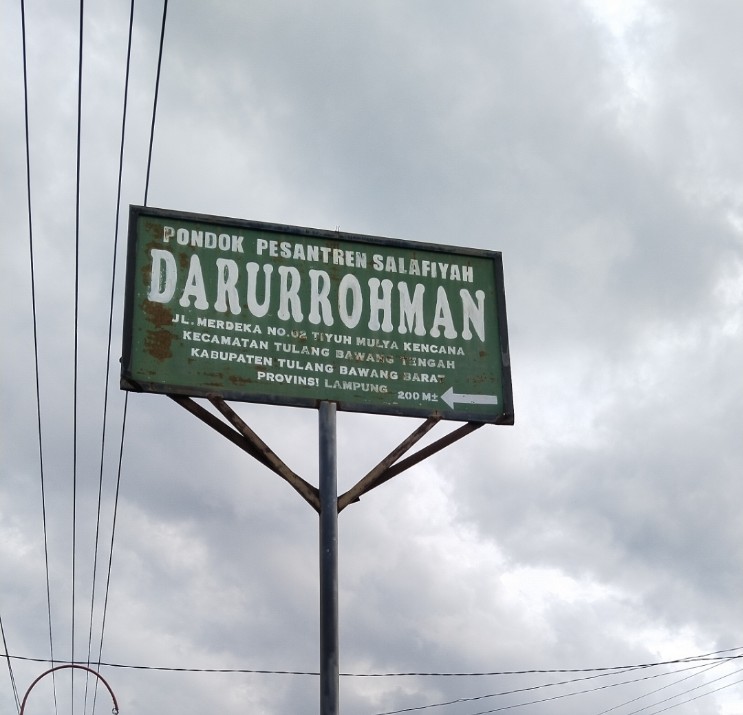 PONDOK PESANTREN SALAFIYAH
DARURROHMAN
JL. MERDEKA NO.02 TIYUH MULYA KENCANA
KECAMATAN TULANG BAWANG TENGAH
KABUPATEN TULANG BAWANG BARAT
PROVINSI LAMPUNG
200 M±